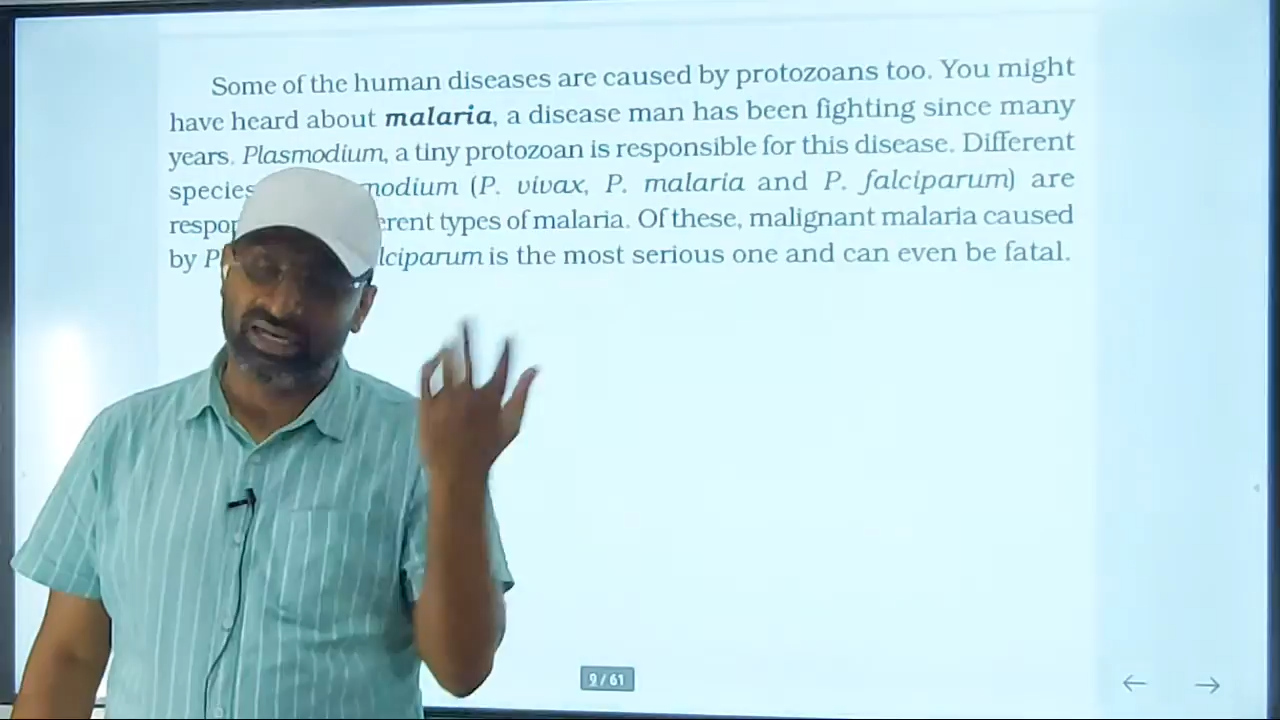 Some of the human diseases are caused by protozoans too. You might
have heard about malaria, a disease man has been fighting since many
years. Plasmodium, a tiny protozoan is responsible for this disease. Different
species modium (P. vivax, P. malaria and P. falciparum) are
respo erent types of malaria. Of these, malignant malaria caused
by P lciparum is the most serious one and can even be fatal.
9 / 61